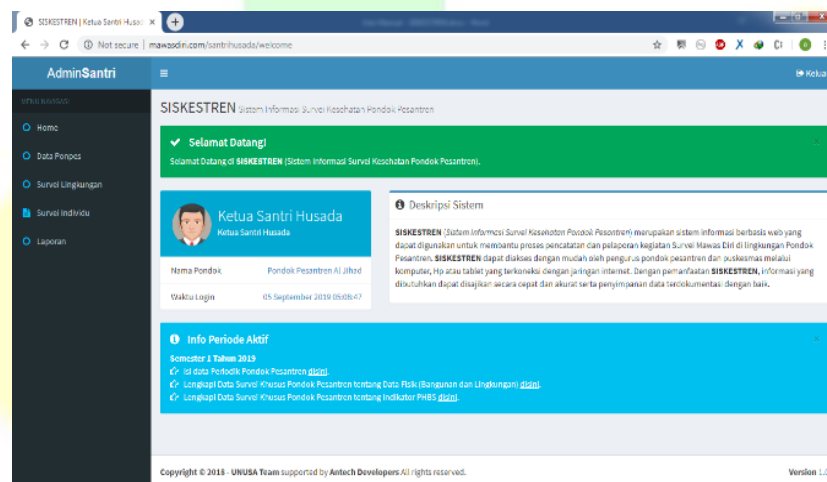 SISKESTREN | Ketua Santri Husad
Not secure | mawasdiri.com/santrihusada/welcome
AdminSantri
Keluar
MENU NAVIGASI
SISKESTREN Sistem Informasi Survei Kesehatan Pondok Pesantren
Home
Selamat Datang!
Data Ponpes
Selamat Datang di SISKESTREN (Sistem Informasi Survei Kesehatan Pondok Pesantren).
Survei Lingkungan
Survei Individu
Laporan
Ketua Santri Husada
Ketua Santri Husada
Nama Pondok Pondok Pesantren Al Jihad
Waktu Login 05 September 2019 05:08:47
Deskripsi Sistem
SISKESTREN (Sistem Informasi Survei Kesehatan Pondok Pesantren) merupakan sistem informasi berbasis web yang
dapat digunakan untuk membantu proses pencatatan dan pelaporan kegiatan Survei Mawas Diri di lingkungan Pondok
Pesantren. SISKESTREN dapat diakses dengan mudah oleh pengurus pondok pesantren dan puskesmas melalui
komputer, Hp atau tablet yang terkoneksi dengan jaringan internet. Dengan pemanfaatan SISKESTREN, informasi yang
dibutuhkan dapat disajikan secara cepat dan akurat serta penyimpanan data terdokumentasi dengan baik.
Info Periode Aktif
Semester 1 Tahun 2019
Isi data Periodik Pondok Pesantren disini.
Lengkapi Data Survei Khusus Pondok Pesantren tentang Data Fisik (Bangunan dan Lingkungan) disini.
Lengkapi Data Survei Khusus Pondok Pesantren tentang Indikator PHBS disini.
Copyright © 2018 - UNUSA Team supported by Antech Developers All rights reserved.
Version 1.0